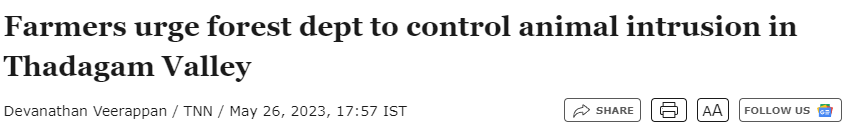 Farmers urge forest dept to control animal intrusion in
Thadagam Valley
Devanathan Veerappan / TNN / May 26, 2023, 17:57 IST SHARE AA FOLLOW US